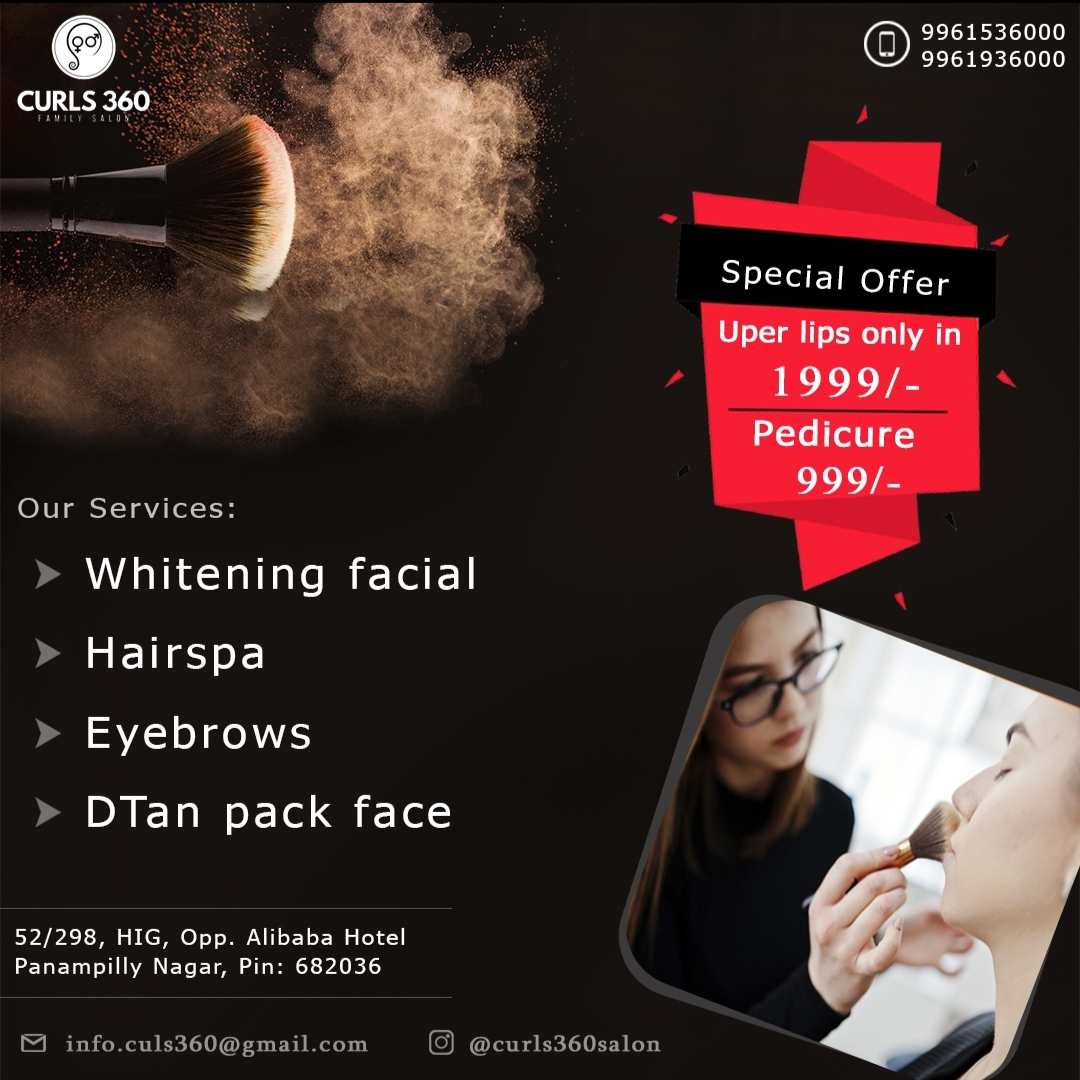 CURLS 360
FAMILY SALON
9961536000
9961936000
Special Offer
Uper lips only in
1999/-
Pedicure
999/-
Our Services:
Whitening facial
Hairspa
Eyebrows
DTan pack face
52/298, HIG, Opp. Alibaba Hotel
Panampilly Nagar, Pin: 682036
info.culs360@gmail.com
@curls360salon